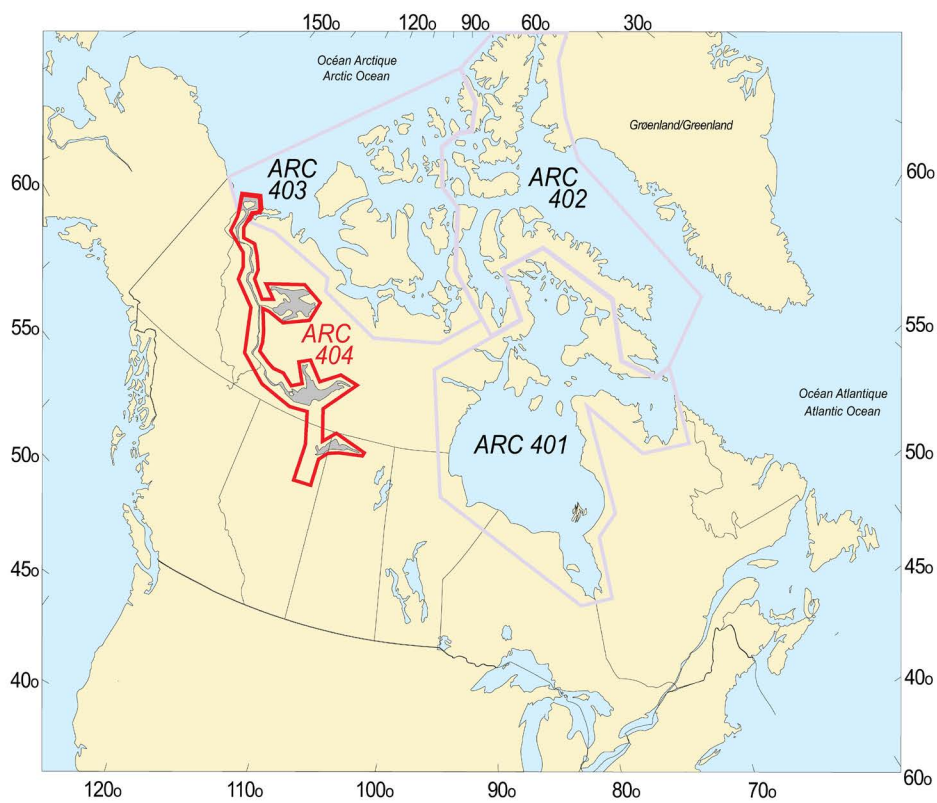 150o 120o 90o 60o 30o
Océan Arctique
Arctic Ocean
Grøenland/Greenland
ARC
403
ARC
402
60o
60o
55o
55o
ARC
404
Océan Atlantique
Atlantic Ocean
ARC 401
50o
50o
45o
45o
40o
40o
60o
120o 110o 100o 90o 80o 70o